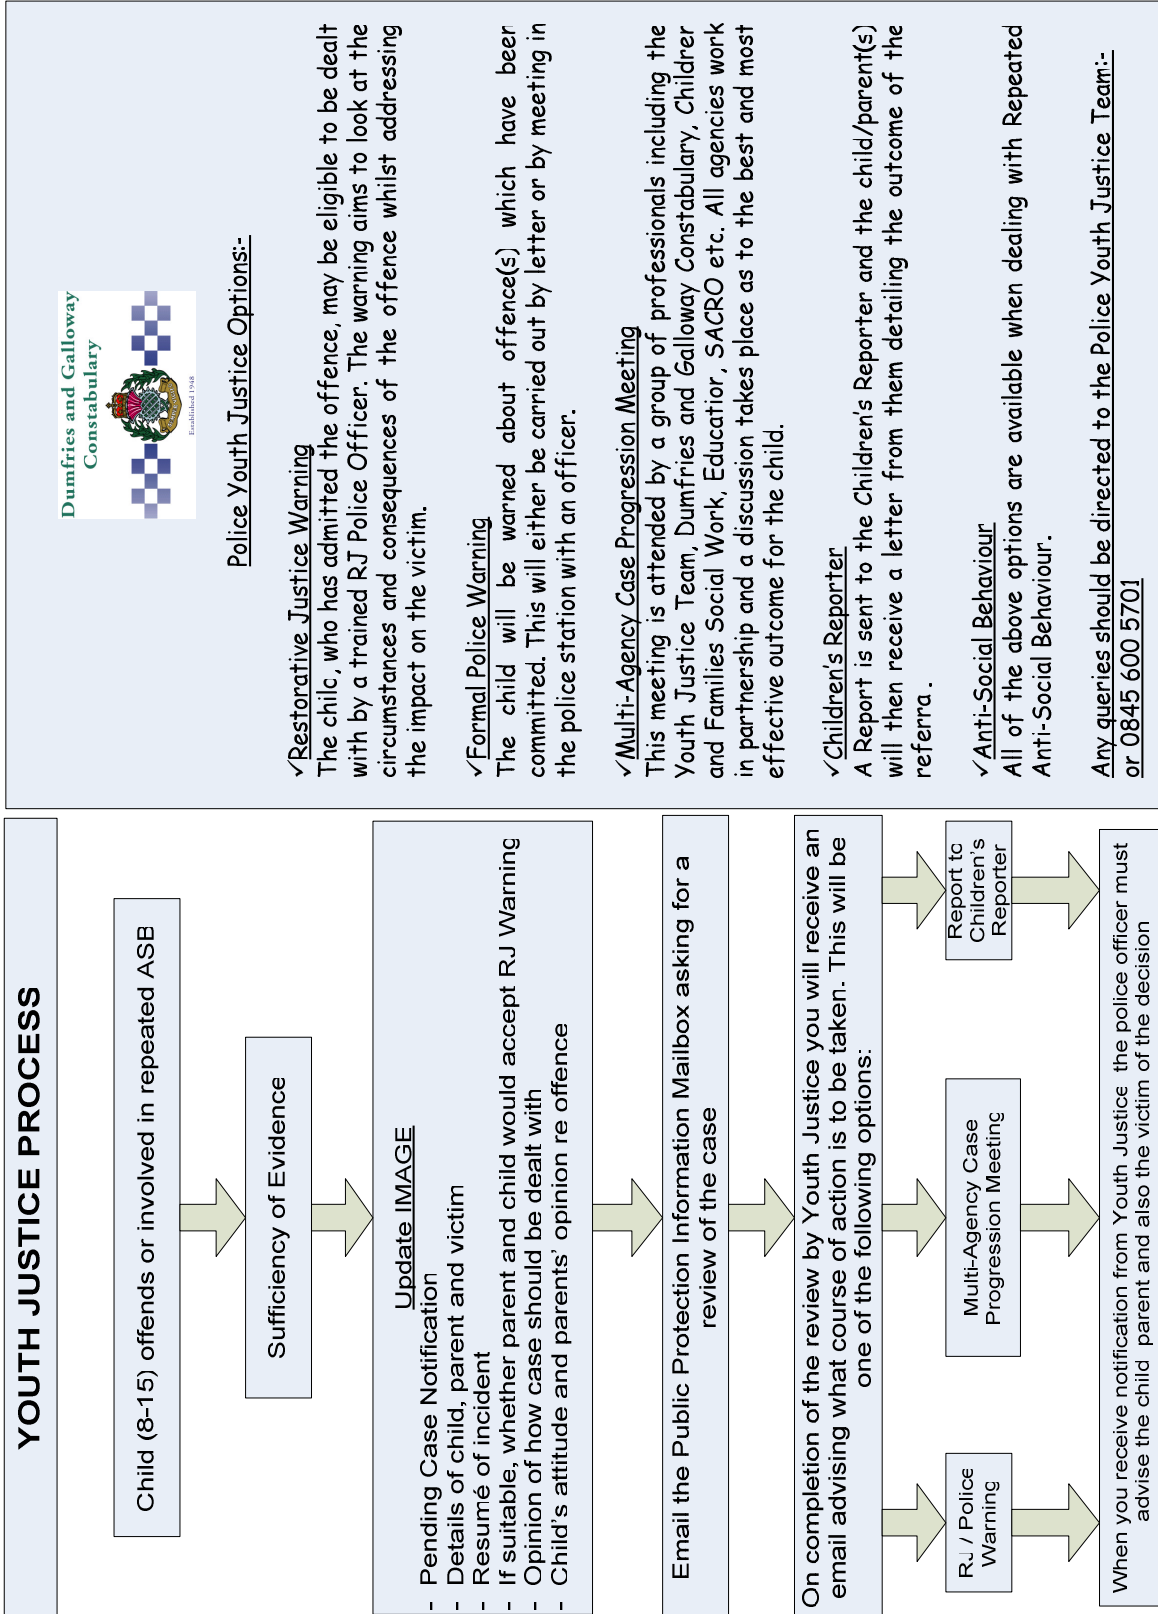 YOUTH JUSTICE PROCESS
Child (8-15) offends or involved in repeated ASB
Sufficiency of Evidence
Update IMAGE
- Pending Case Notification
- Details of child, parent and victim
- Resumé of incident
- If suitable, whether parent and child would accept RJ Warning
- Opinion of how case should be dealt with
- Child's attitude and parents' opinion re offence
Email the Public Protection Information Mailbox asking for a
review of the case
On completion of the review by Youth Justice you will receive an
email advising what course of action is to be taken. This will be
one of the following options:
RJ / Police
Warning
Multi-Agency Case
Progression Meeting
Report to
Children's
Reporter
When you receive notification from Youth Justice the police officer must
advise the child parent and also the victim of the decision
Dumfries and Galloway
Constabulary
Established 1948
Police Youth Justice Options:-
✓Restorative Justice Warning
The chilc, who has admitted the offence, may be eligible to be dealt
with by a trained RJ Police Officer. The warning aims to look at the
circumstances and consequences of the offence whilst addressing
the impact on the victim.
✓Formal Police Warning
The child will be warned about offence(s) which have been
committed. This will either be carried out by letter or by meeting in
the police station with an officer.
✓Multi-Agency Case Progression Meeting
This meeting is attended by a group of professionals including the
Youth Justice Team, Dumfries and Galloway Constabulary, Childrer
and Families Social Work, Educatior, SACRO etc. All agencies work
in partnership and a discussion takes place as to the best and most
effective outcome for the child.
✓Children's Reporter
A Report is sent to the Children's Reporter and the child/parent(s)
will then receive a letter from them detailing the outcome of the
referra .
✓Anti-Social Behaviour
All of the above options are available when dealing with Repeated
Anti-Social Behaviour.
Any queries should be directed to the Police Youth Justice Team:-
or 0845 600 5701